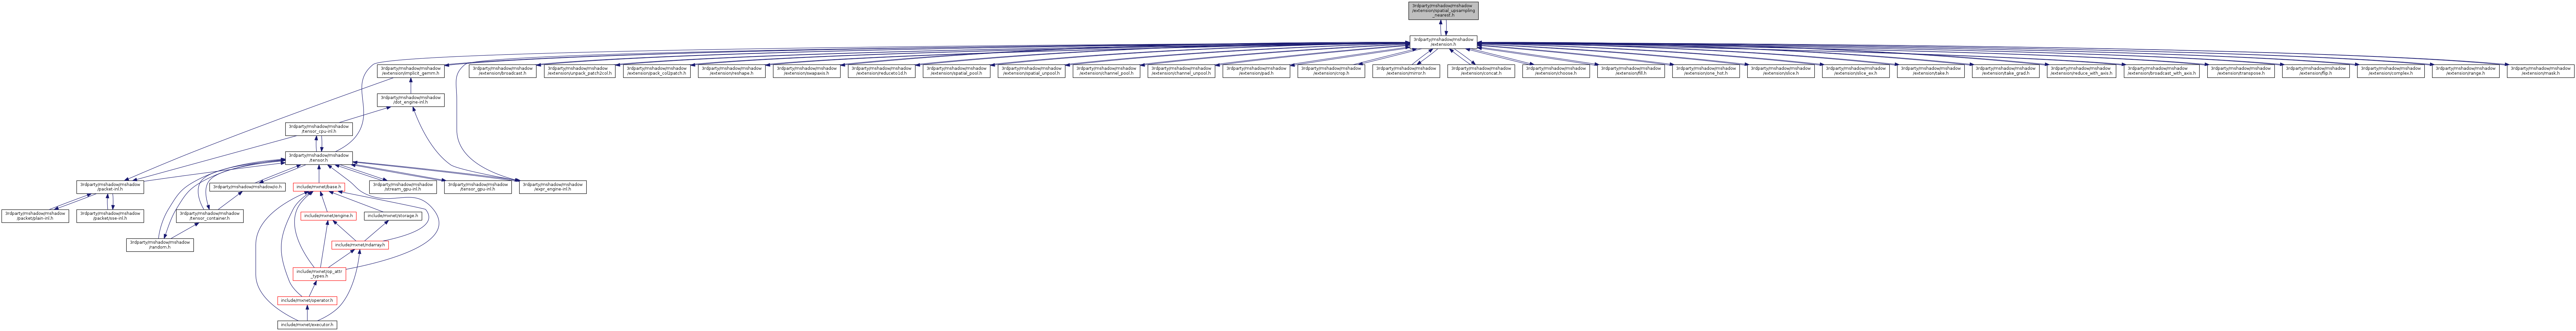 3rdparty/mshadow/mshadow
/extension/spatial_upsampling
_nearest.h
3rdparty/mshadow/mshadow
/extension.h
3rdparty/mshadow/mshadow
/extension/implicit_gemm.h
3rdparty/mshadow/mshadow
/extension/broadcast.h
3rdparty/mshadow/mshadow
/extension/unpack_patch2col.h
3rdparty/mshadow/mshadow
/extension/pack_col2patch.h
3rdparty/mshadow/mshadow
/extension/reshape.h
3rdparty/mshadow/mshadow
/extension/swapaxis.h
3rdparty/mshadow/mshadow
/extension/reduceto1d.h
3rdparty/mshadow/mshadow
/extension/spatial_pool.h
3rdparty/mshadow/mshadow
/extension/spatial_unpool.h
3rdparty/mshadow/mshadow
/extension/channel_pool.h
3rdparty/mshadow/mshadow
/extension/channel_unpool.h
3rdparty/mshadow/mshadow
/extension/pad.h
3rdparty/mshadow/mshadow
/extension/crop.h
3rdparty/mshadow/mshadow
/extension/mirror.h
3rdparty/mshadow/mshadow
/extension/concat.h
3rdparty/mshadow/mshadow
/extension/choose.h
3rdparty/mshadow/mshadow
/extension/fill.h
3rdparty/mshadow/mshadow
/extension/one_hot.h
3rdparty/mshadow/mshadow
/extension/slice.h
3rdparty/mshadow/mshadow
/extension/slice_ex.h
3rdparty/mshadow/mshadow
/extension/take.h
3rdparty/mshadow/mshadow
/extension/take_grad.h
3rdparty/mshadow/mshadow
/extension/reduce_with_axis.h
3rdparty/mshadow/mshadow
/extension/broadcast_with_axis.h
3rdparty/mshadow/mshadow
/extension/transpose.h
3rdparty/mshadow/mshadow
/extension/flip.h
3rdparty/mshadow/mshadow
/extension/complex.h
3rdparty/mshadow/mshadow
/extension/range.h
3rdparty/mshadow/mshadow
/extension/mask.h
3rdparty/mshadow/mshadow
/dot_engine-inl.h
3rdparty/mshadow/mshadow
/tensor_cpu-inl.h
3rdparty/mshadow/mshadow
/tensor.h
3rdparty/mshadow/mshadow
/packet-inl.h
3rdparty/mshadow/mshadow/io.h
include/mxnet/base.h
3rdparty/mshadow/mshadow
/stream_gpu-inl.h
3rdparty/mshadow/mshadow
/tensor_gpu-inl.h
3rdparty/mshadow/mshadow
/expr_engine-inl.h
3rdparty/mshadow/mshadow
/packet/plain-inl.h
3rdparty/mshadow/mshadow
/packet/sse-inl.h
3rdparty/mshadow/mshadow
/tensor_container.h
include/mxnet/engine.h
include/mxnet/storage.h
3rdparty/mshadow/mshadow
/random.h
include/mxnet/ndarray.h
include/mxnet/op_attr
_types.h
include/mxnet/operator.h
include/mxnet/executor.h